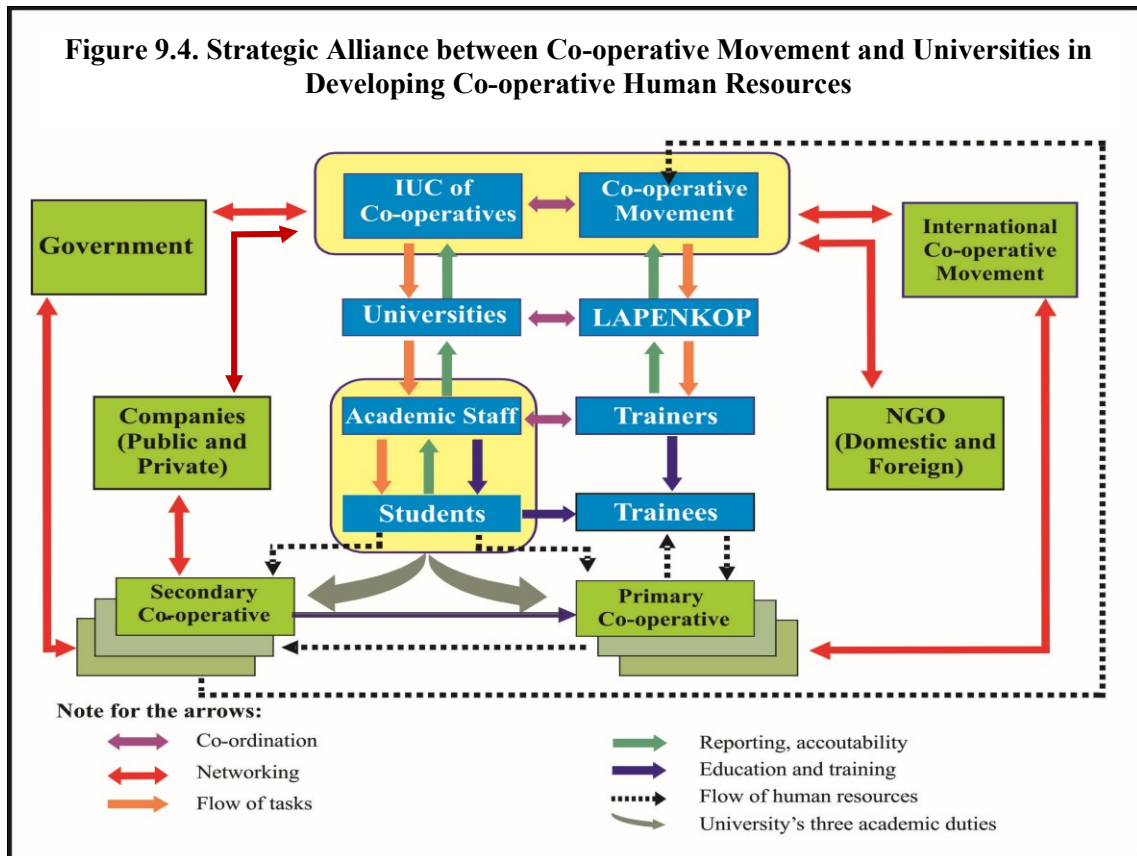 Figure 9.4. Strategic Alliance between Co-operative Movement and Universities in
Developing Co-operative Human Resources
IUC of
Co-operatives
Co-operative
Movement
Government
International
Co-operative
Movement
Universities
LAPENKOP
Companies
(Public and
Private)
Academic Staff
Trainers
NGO
(Domestic and
Foreign)
Students
Trainees
Secondary
Co-operative
Primary
Co-operative
Note for the arrows:
Co-ordination
Networking
Flow of tasks
Reporting, accoutability
Education and training
Flow of human resources
University's three academic duties